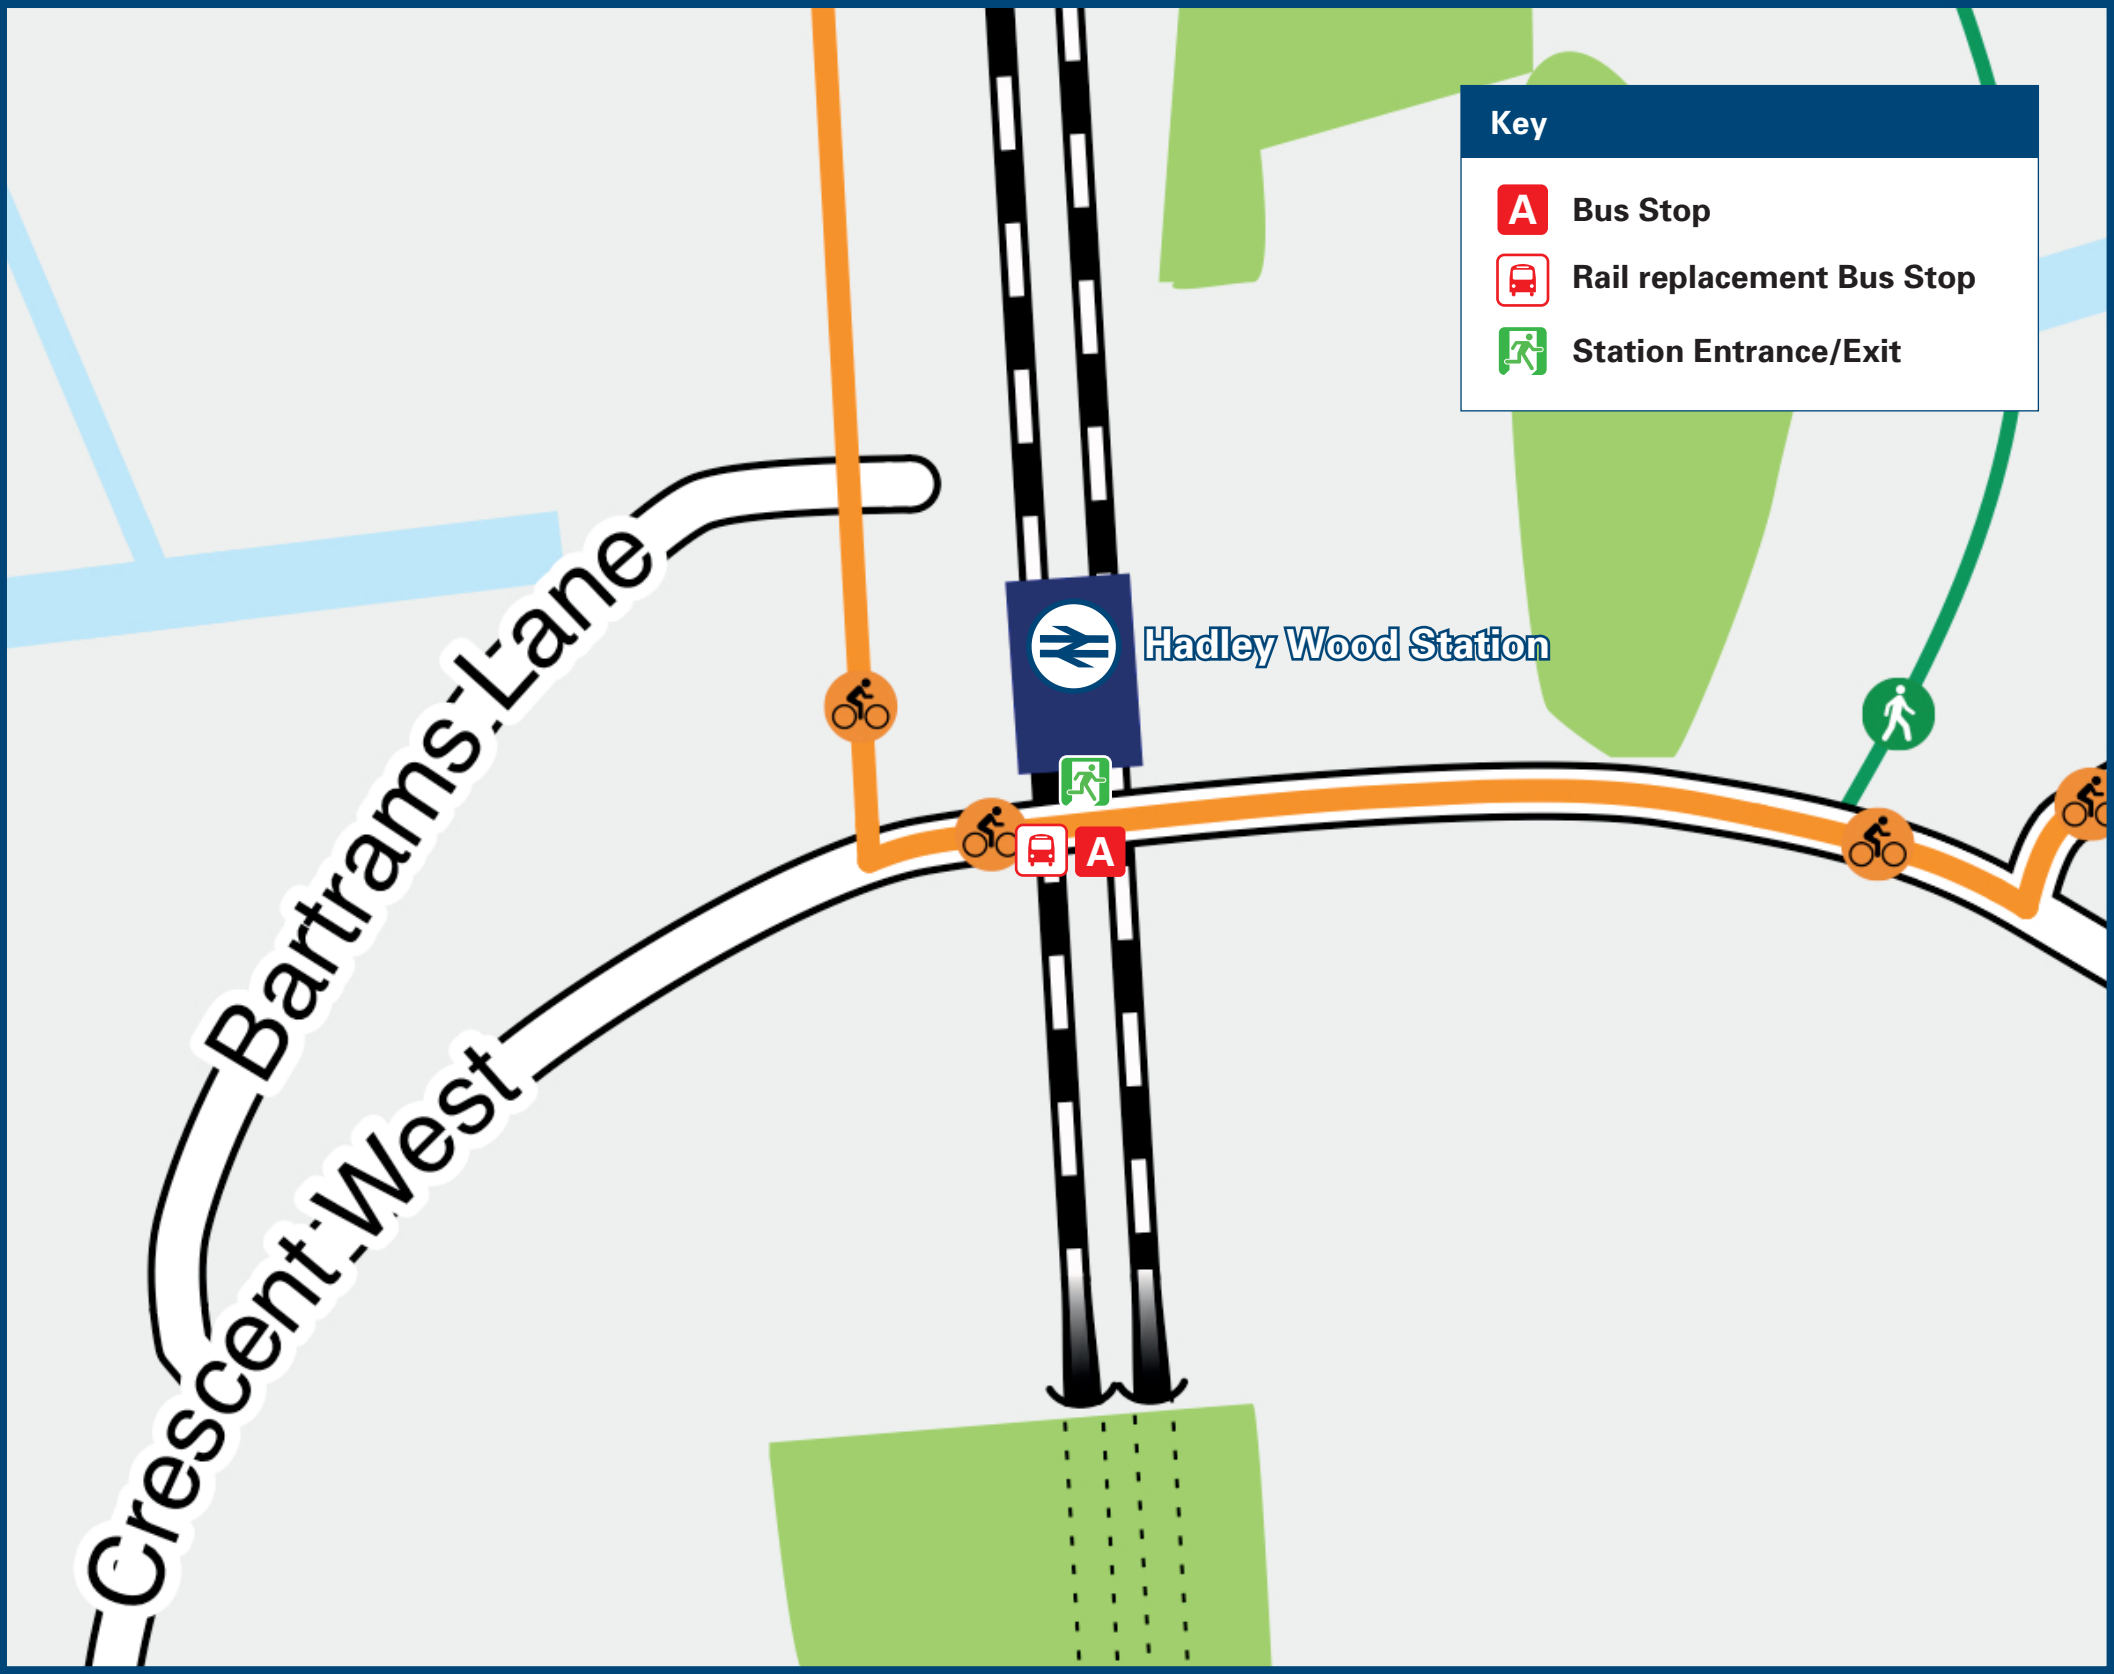 Key
A Bus Stop
Rail replacement Bus Stop
Station Entrance/Exit
Hadley Wood Station
A
Bartrams Lane
Crescent West